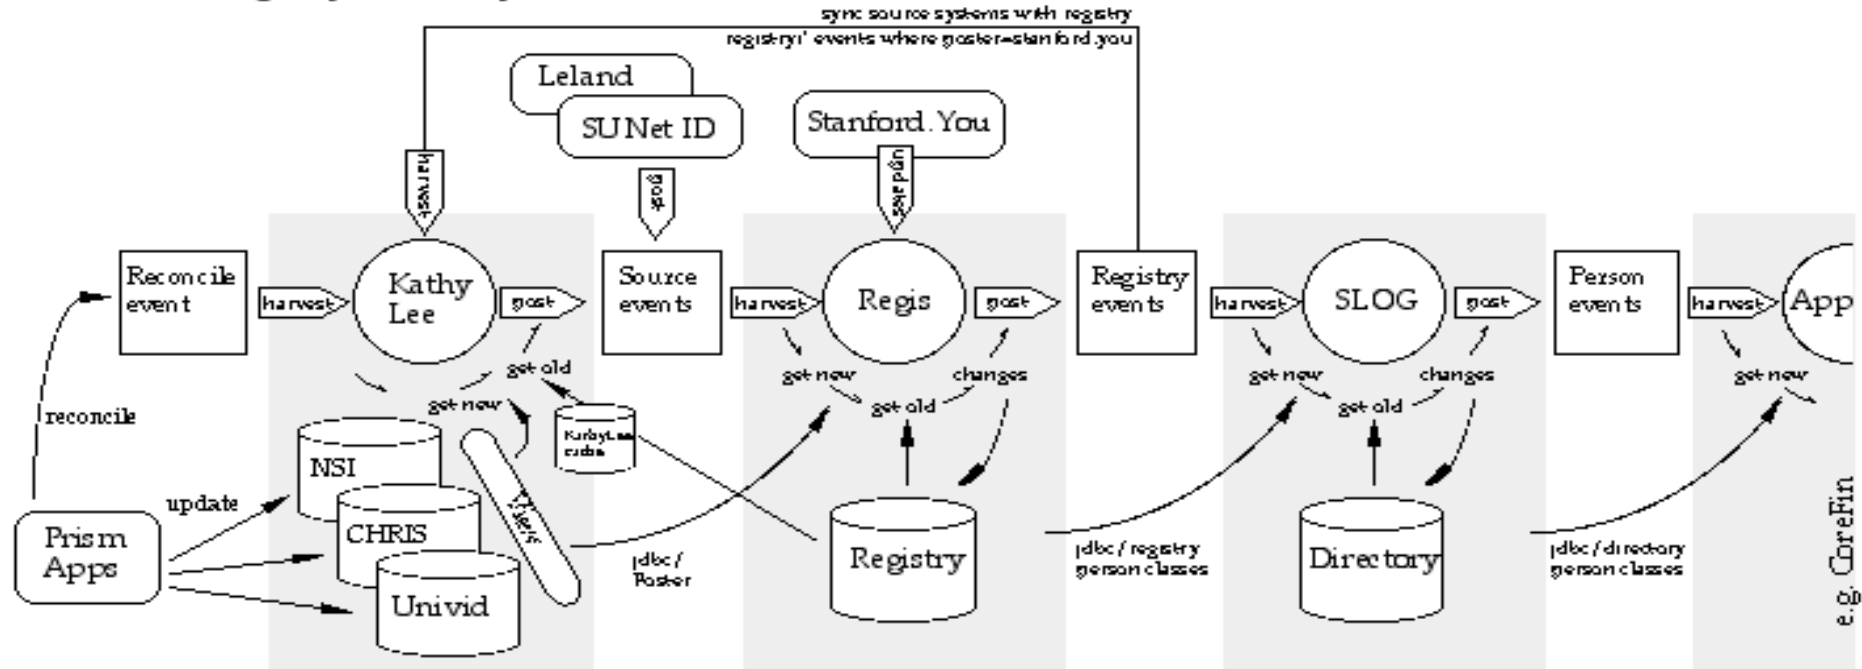 sync source systems with registry
registry/* events where poster=stanford.you
Leland
SUNet ID
Stanford.You
harvest
post
updates
Reconcile
event
harvest
Kathy
Lee
post
Source
events
harvest
Regis
post
Registry
events
harvest
SLOG
post
Person
events
harvest
App
get old
get new
get new
get old
changes
get new
get old
changes
get new
reconcile
update
Prism
Apps
NSI
CHRIS
Univid
Views
jdbc/
Poster
Registry
jdbc/registry
person classes
Directory
jdbc/directory
person classes
e.g. CoreFin